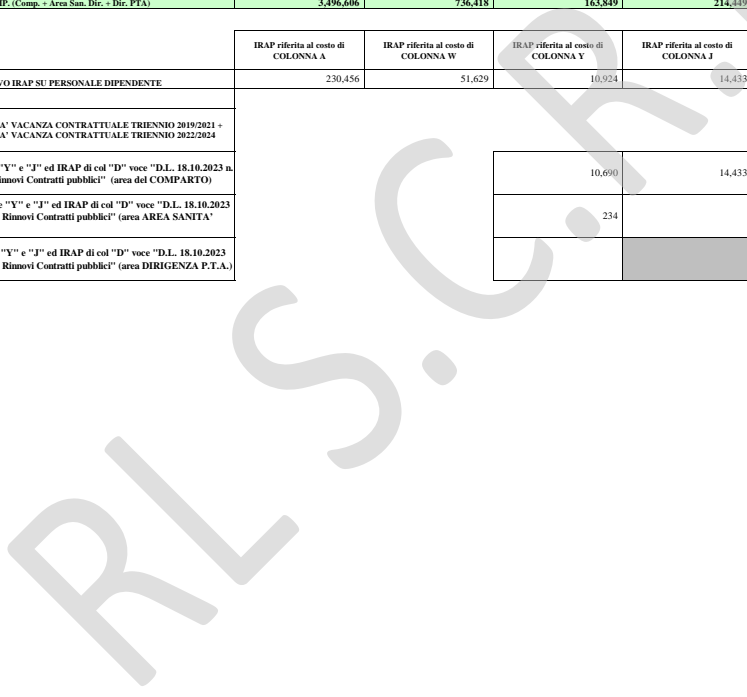 IP. (Comp. + Area San. Dir. + Dir. PTA) 3,496,606 736,418 163,849 214,449
IRAP riferita al costo di COLONNA A
IRAP riferita al costo di COLONNA W
IRAP riferita al costo di COLONNA Y
IRAP riferita al costo di COLONNA J
VO IRAP SU PERSONALE DIPENDENTE 230,456 51,629 10,924 14,433
A' VACANZA CONTRATTUALE TRIENNIO 2019/2021 +
A' VACANZA CONTRATTUALE TRIENNIO 2022/2024
"Y" e "J" ed IRAP di col "D" voce "D.L. 18.10.2023 n.
innovi Contratti pubblici" (area del COMPARTO) 10,690 14,433
e "Y" e "J" ed IRAP di col "D" voce "D.L. 18.10.2023
Rinnovi Contratti pubblici" (area AREA SANITA' 234
"Y" e "J" ed IRAP di col "D" voce "D.L. 18.10.2023
Rinnovi Contratti pubblici" (area DIRIGENZA P.T.A.)
RL S.C.R.